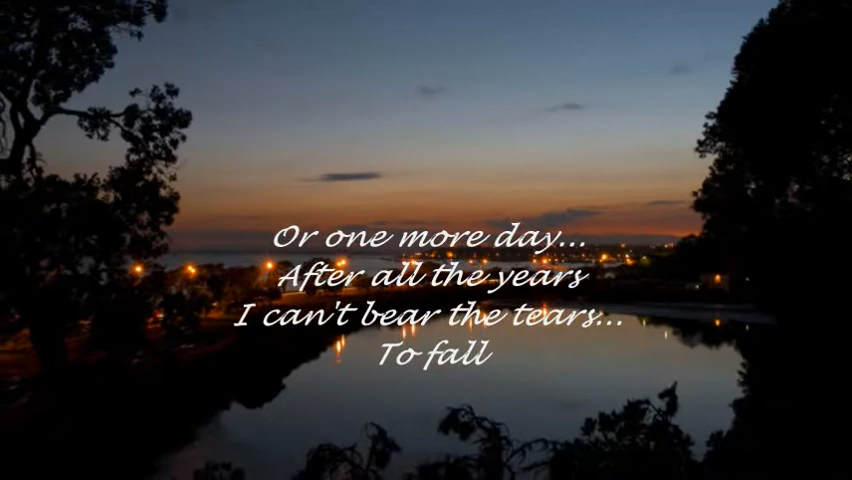 Or one more day...
After all the years
I can't bear the tears...
To fall